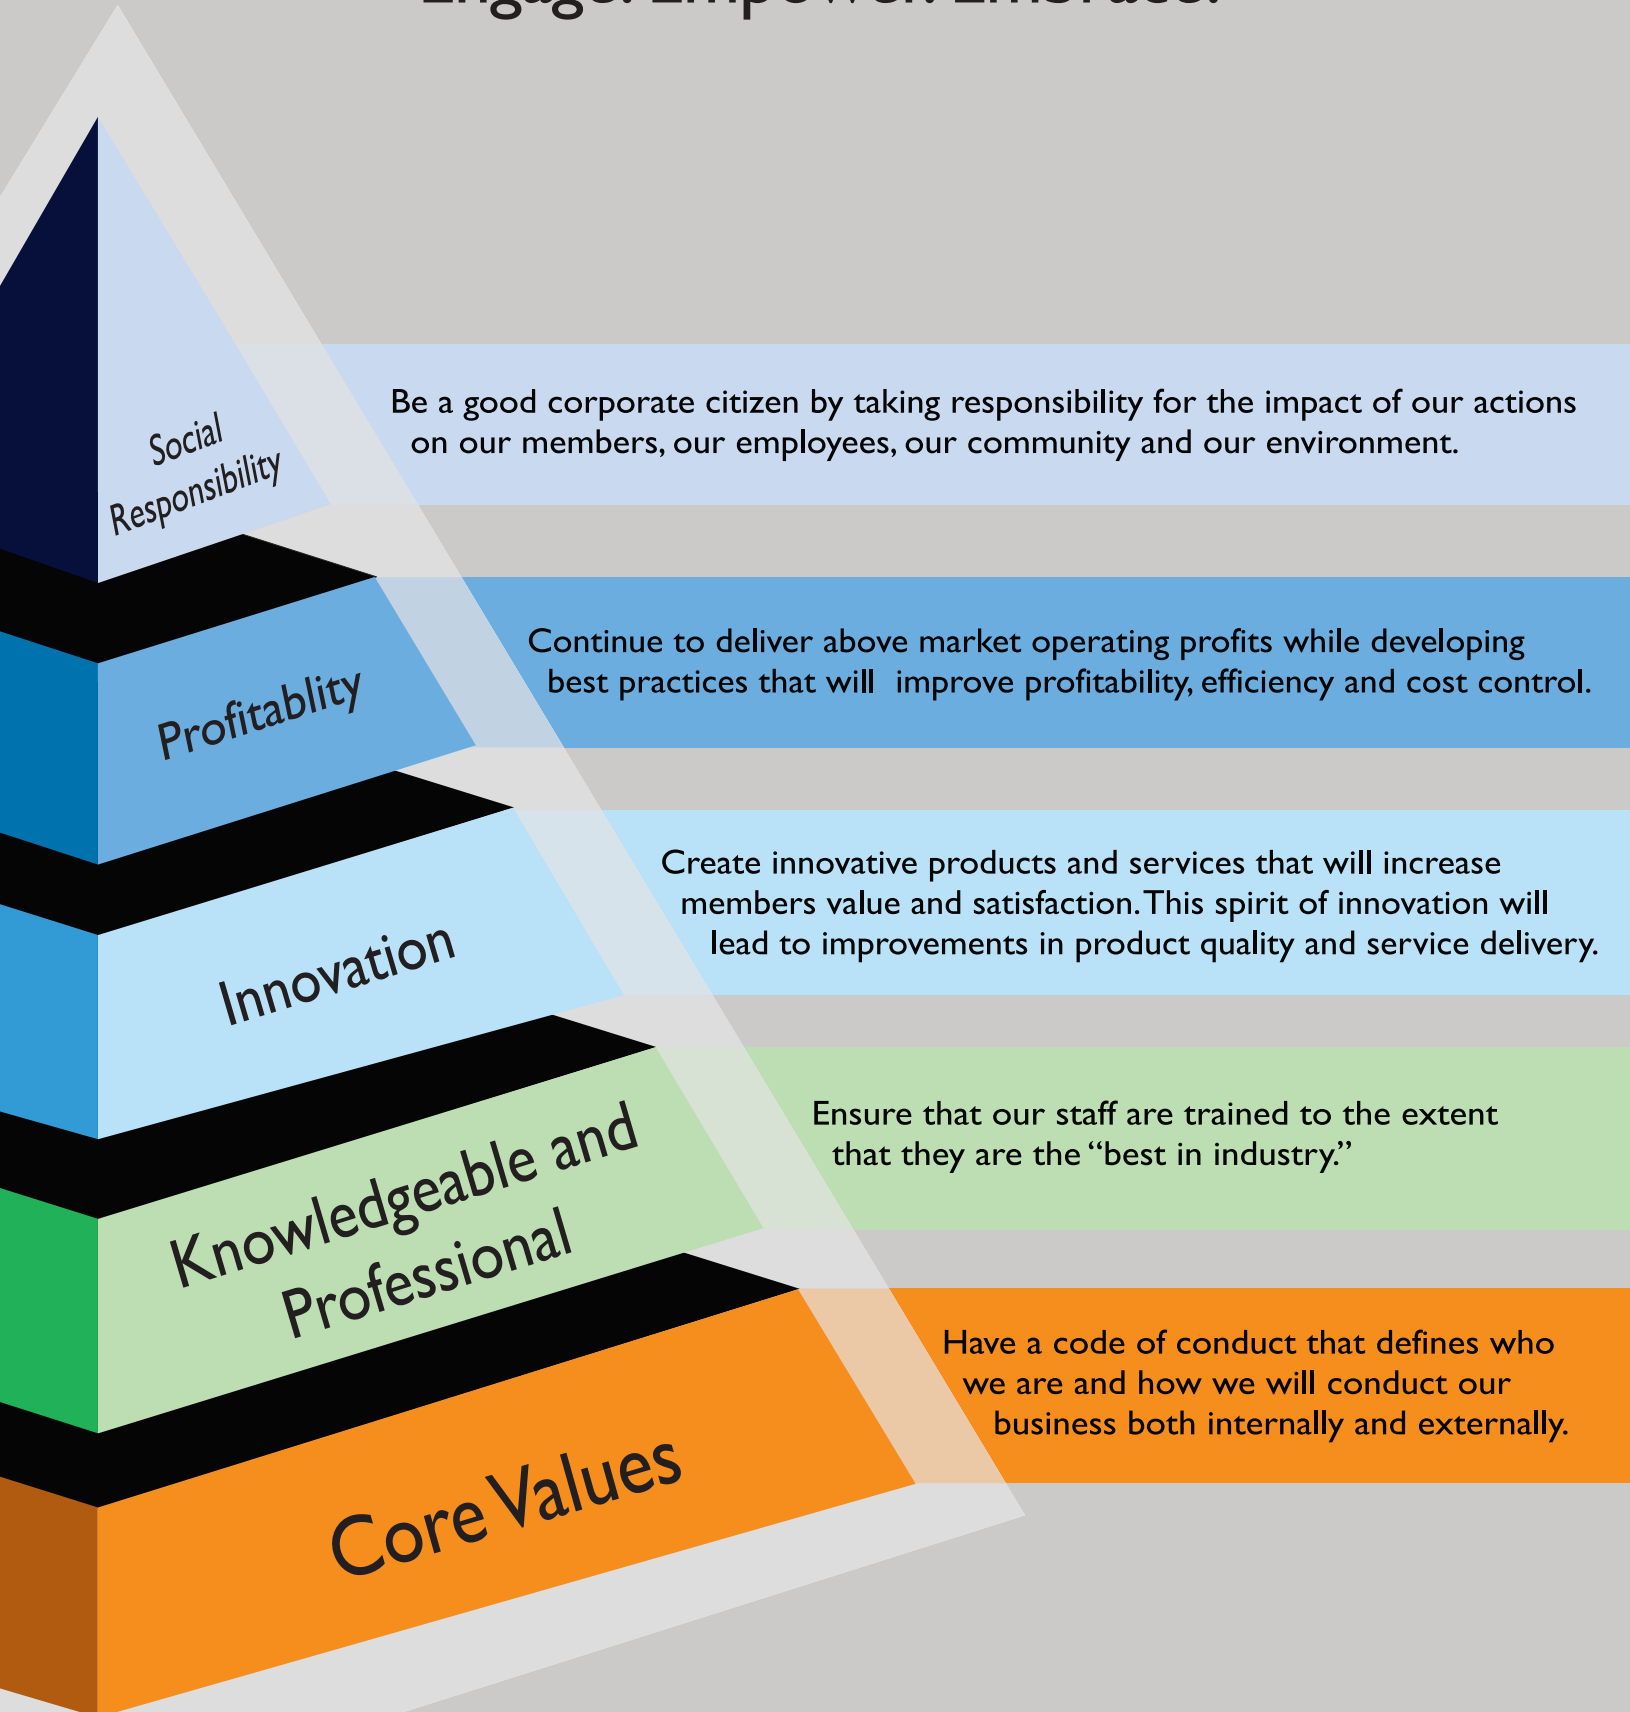 Engage. Empower. Embrace.
Social
Responsibility
Be a good corporate citizen by taking responsibility for the impact of our actions
on our members, our employees, our community and our environment.
Profitablity
Continue to deliver above market operating profits while developing
best practices that will improve profitability, efficiency and cost control.
Innovation
Create innovative products and services that will increase
members value and satisfaction. This spirit of innovation will
lead to improvements in product quality and service delivery.
Knowledgeable and
Professional
Ensure that our staff are trained to the extent
that they are the “best in industry.”
Core Values
Have a code of conduct that defines who
we are and how we will conduct our
business both internally and externally.